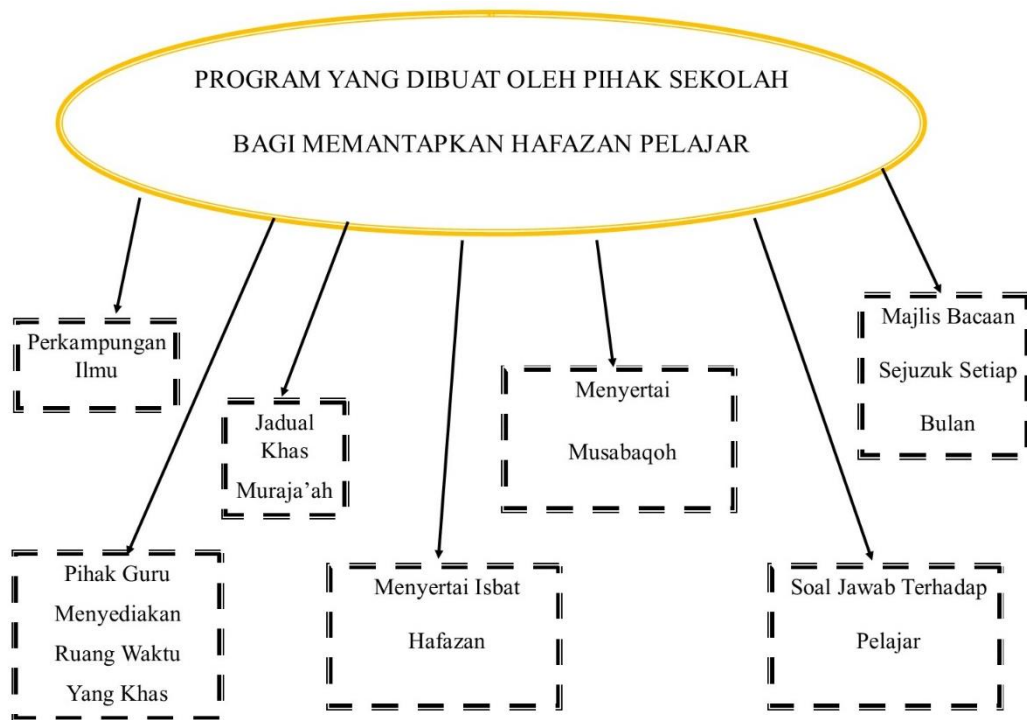 PROGRAM YANG DIBUAT OLEH PIHAK SEKOLAH
BAGI MEMANTAPKAN HAFAZAN PELAJAR
Perkampungan
Ilmu
Pihak Guru
Menyediakan
Ruang Waktu
Yang Khas
Jadual
Khas
Muraja’ah
Menyertai Isbat
Hafazan
Menyertai
Musabaqoh
Soal Jawab Terhadap
Pelajar
Majlis Bacaan
Sejuzuk Setiap
Bulan